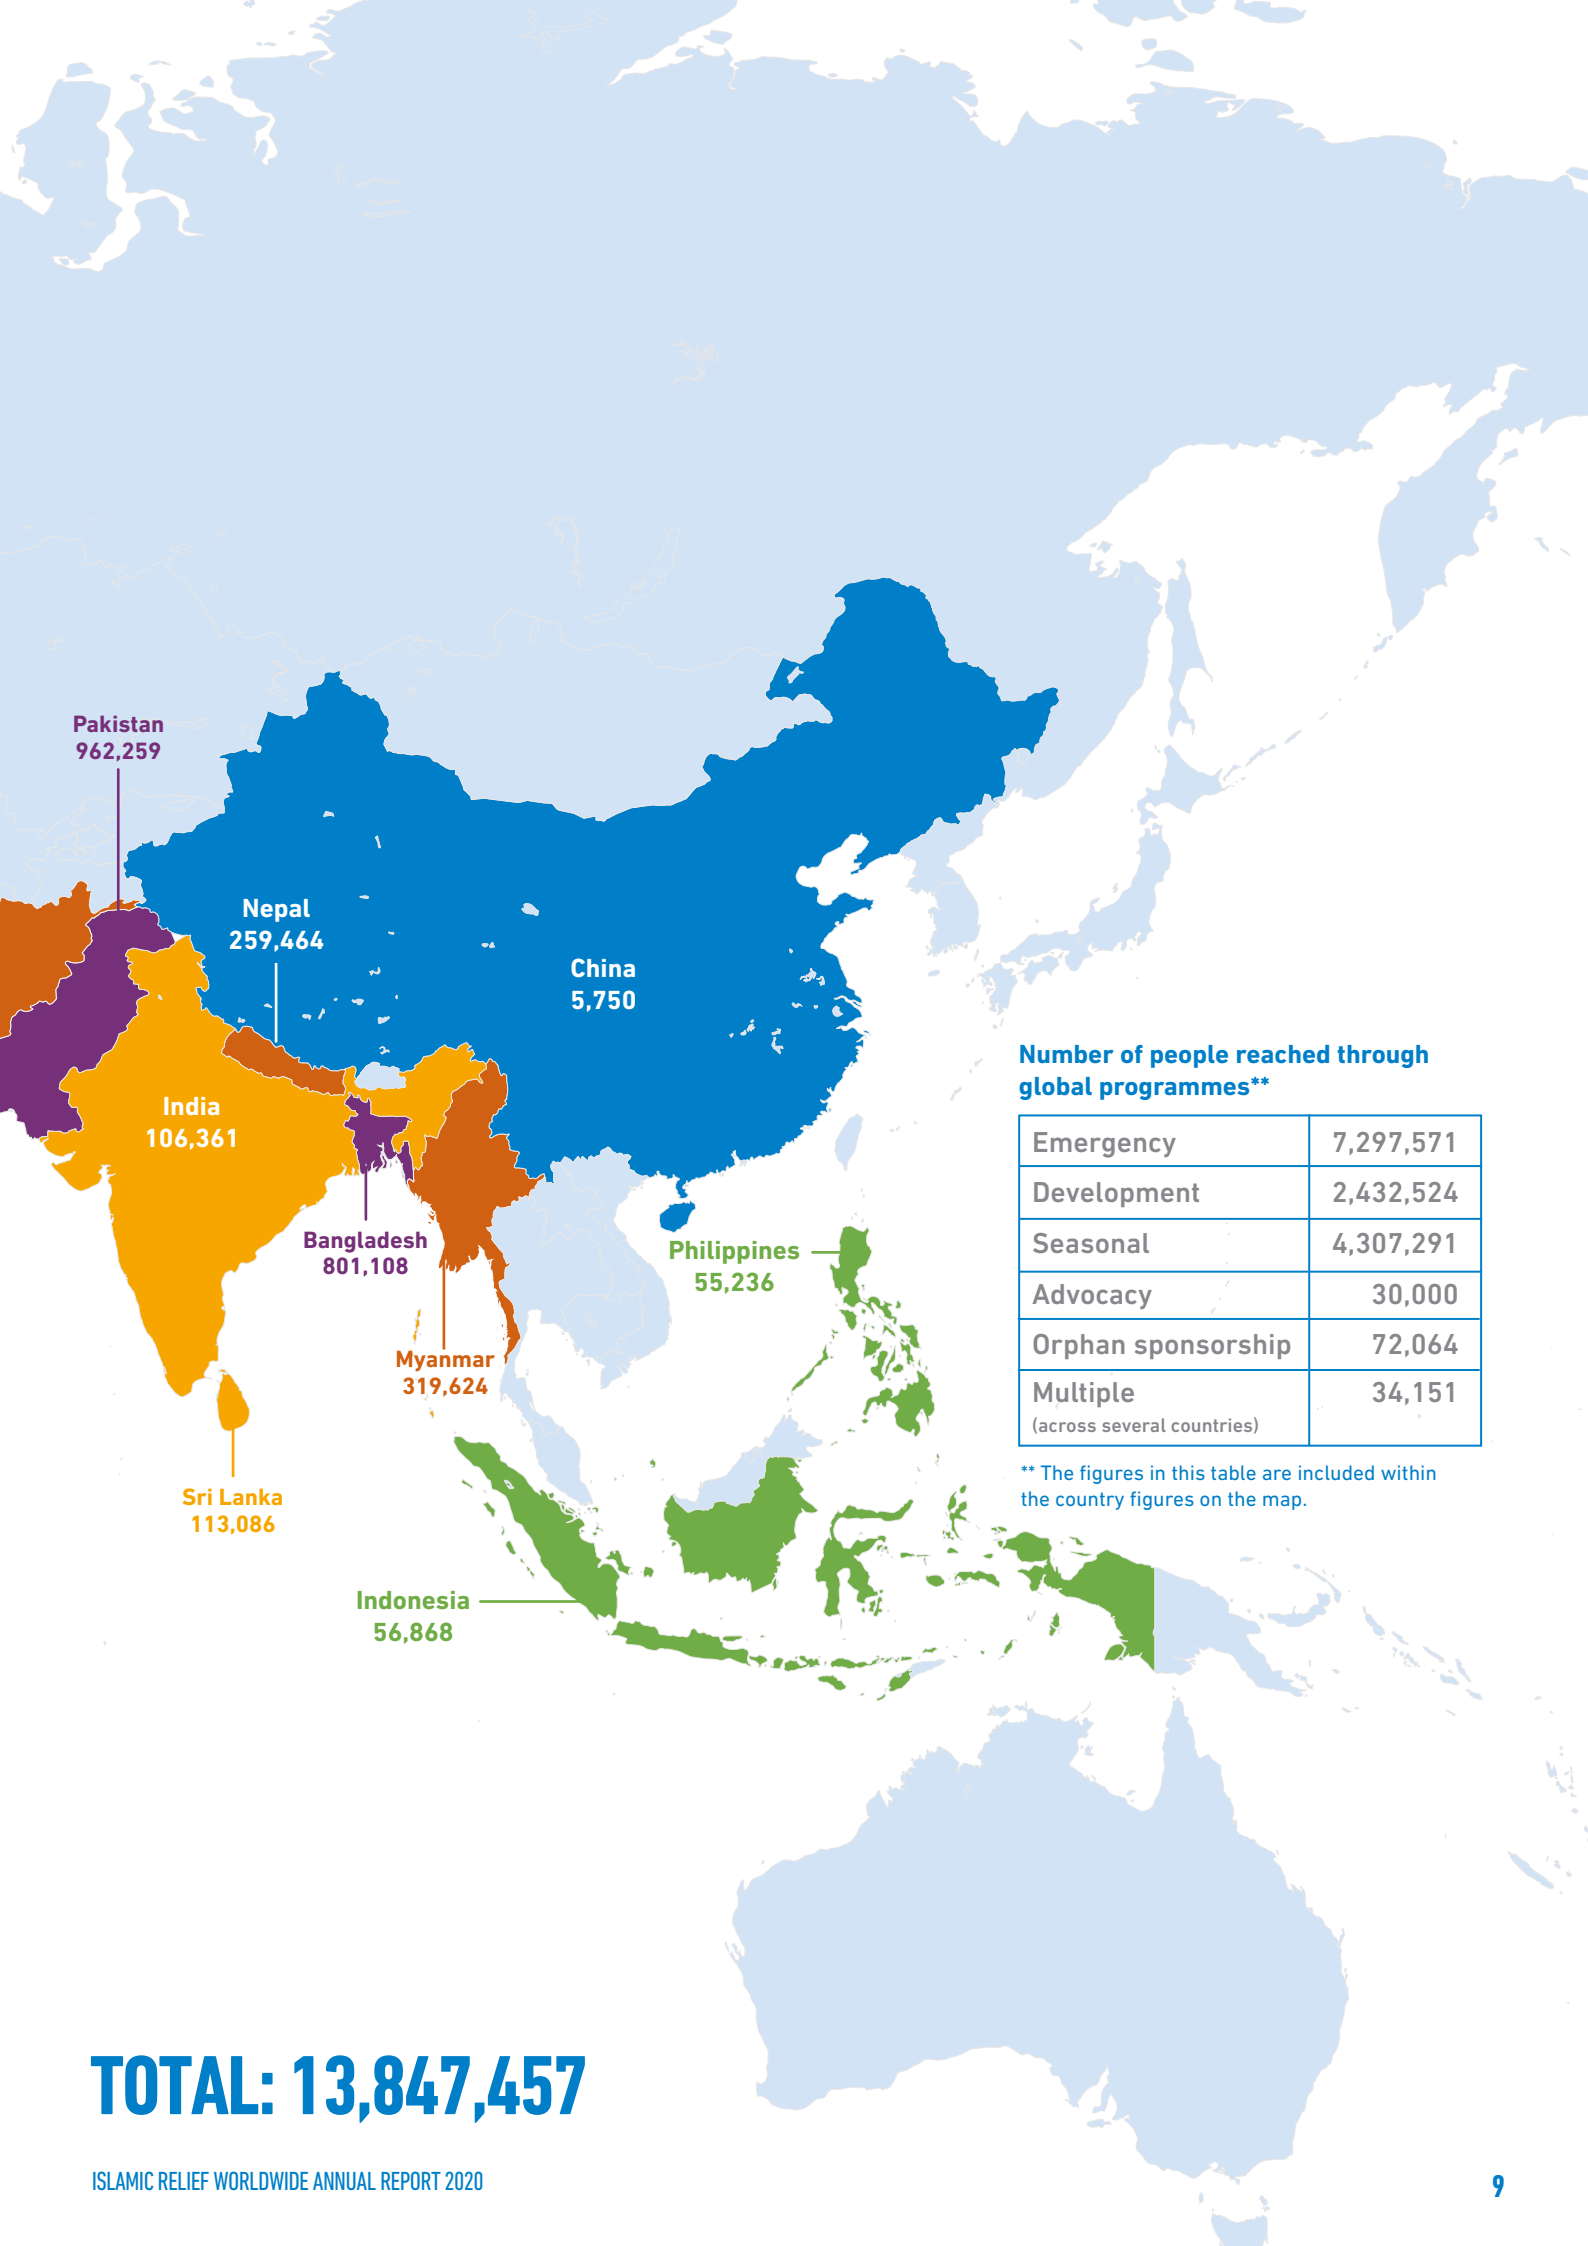 Pakistan
962,259
Nepal
259,464
China
5,750
India
106,361
Bangladesh
801,108
Myanmar
319,624
Philippines
55,236
Sri Lanka
113,086
Indonesia
56,868
Number of people reached through
global programmes**
Emergency 7,297,571
Development 2,432,524
Seasonal 4,307,291
Advocacy 30,000
Orphan sponsorship 72,064
Multiple 34,151
(across several countries)
** The figures in this table are included within
the country figures on the map.
TOTAL: 13,847,457
ISLAMIC RELIEF WORLDWIDE ANNUAL REPORT 2020
9